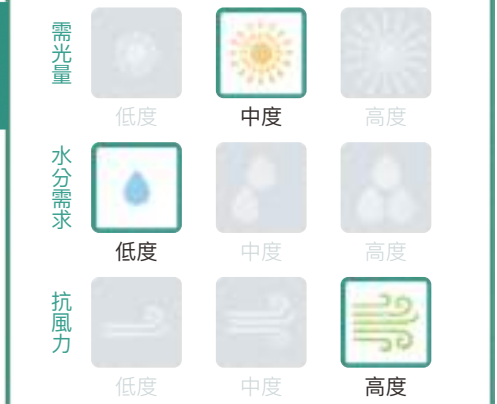 需光量
低度 中度 高度
水分需求
低度 中度 高度
抗風力
低度 中度 高度